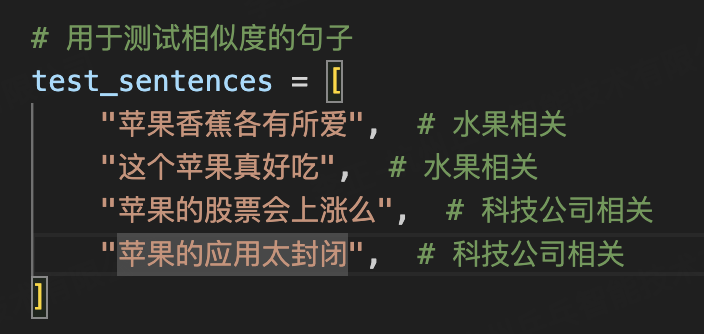 # 用于测试相似度的句子
test_sentences = [
"苹果香蕉各有所爱",  # 水果相关
"这个苹果真好吃",  # 水果相关
"苹果的股票会上涨么",  # 科技公司相关
"苹果的应用太封闭",  # 科技公司相关
]